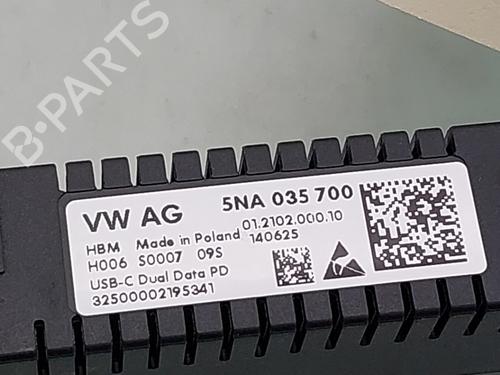 B-PARTS
VW AG 5NA 035 700
HBM Made in Poland 01.2102.000.10
H006 S0007 09S 140625
USB-C Dual Data PD
32500002195341